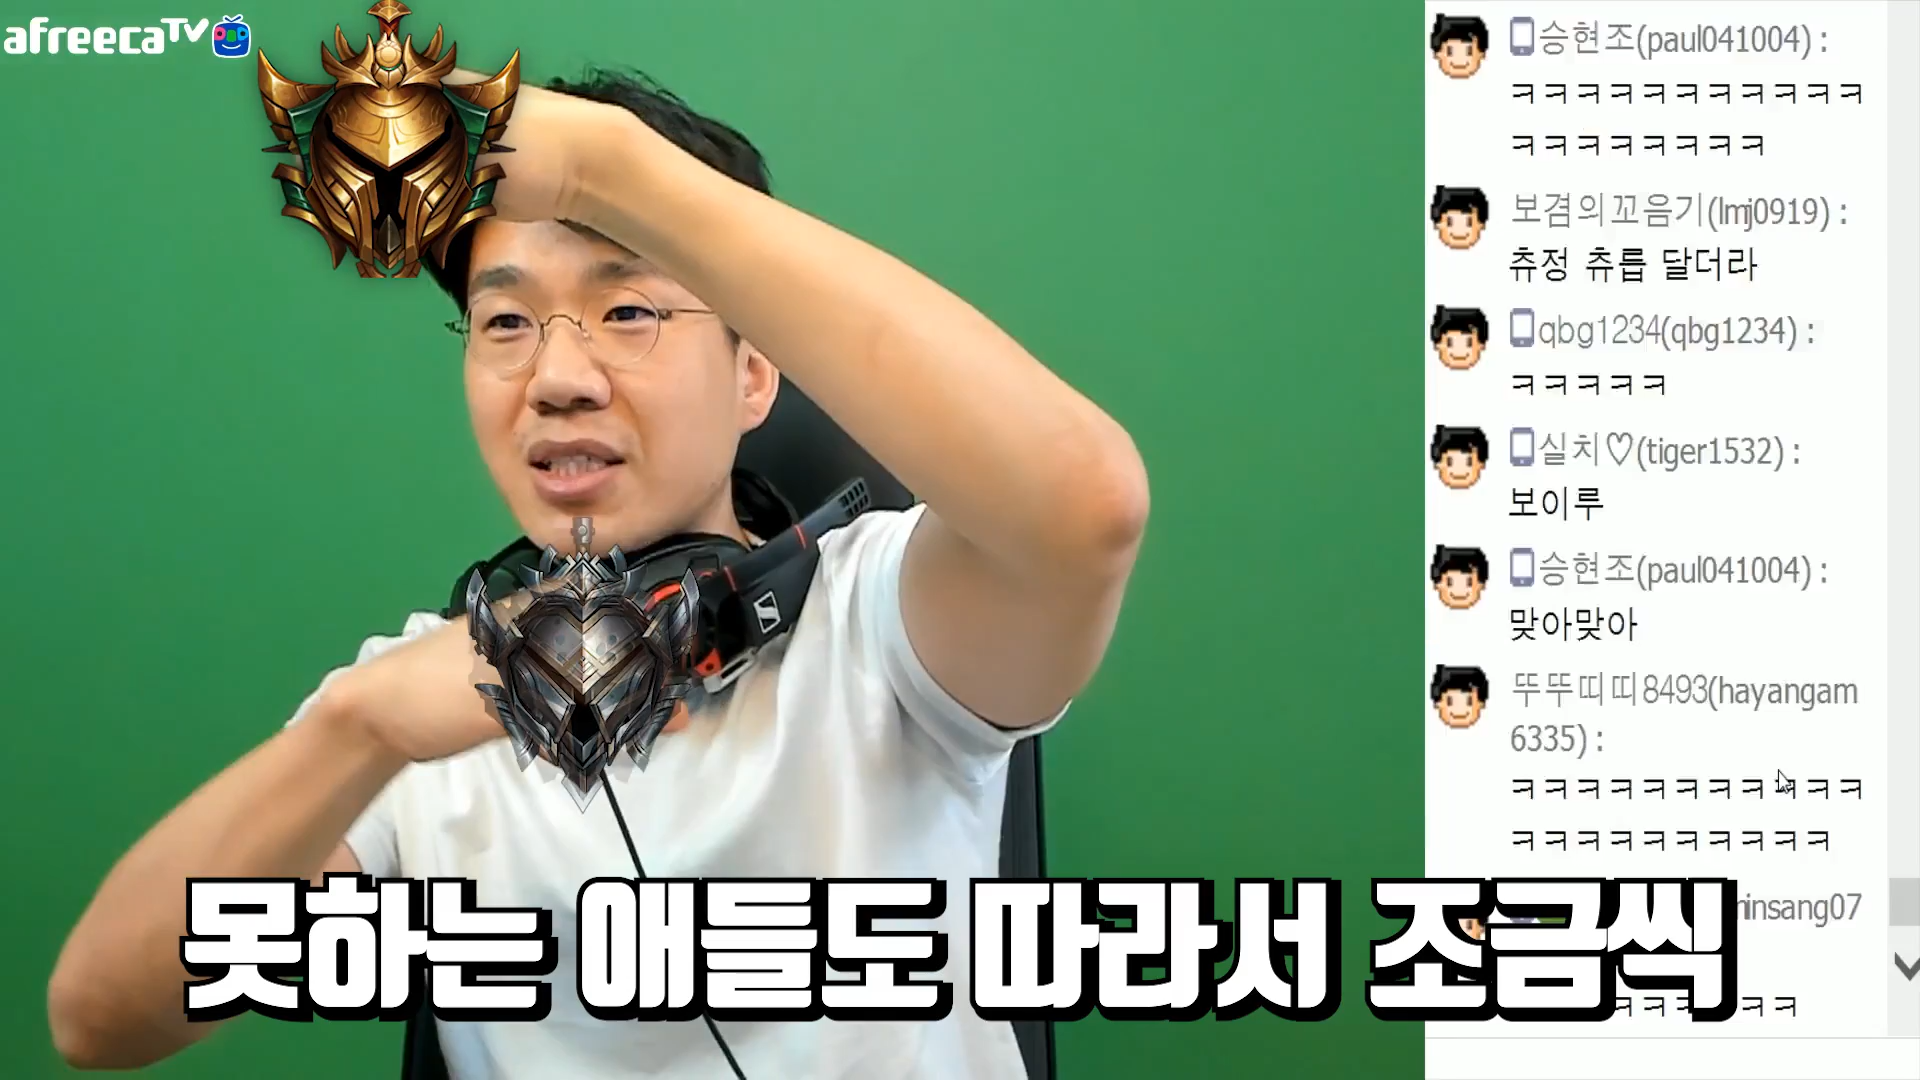 afreecaTV
승현조(paul041004) :
ㅋㅋㅋㅋㅋㅋㅋㅋㅋㅋㅋ
ㅋㅋㅋㅋㅋㅋㅋㅋ
보겸의꼬음기(lmj0919) :
츄정 츄릅 달더라
qbg1234(qbg1234) :
ㅋㅋㅋㅋㅋ
실치♡(tiger1532) :
보이루
승현조(paul041004) :
맞아맞아
뚜뚜띠띠8493(hayangam
6335) :
ㅋㅋㅋㅋㅋㅋㅋㅋㅋㅋㅋ
ㅋㅋㅋㅋㅋㅋㅋㅋㅋㅋ
못하는 애들도 따라서 조금씩